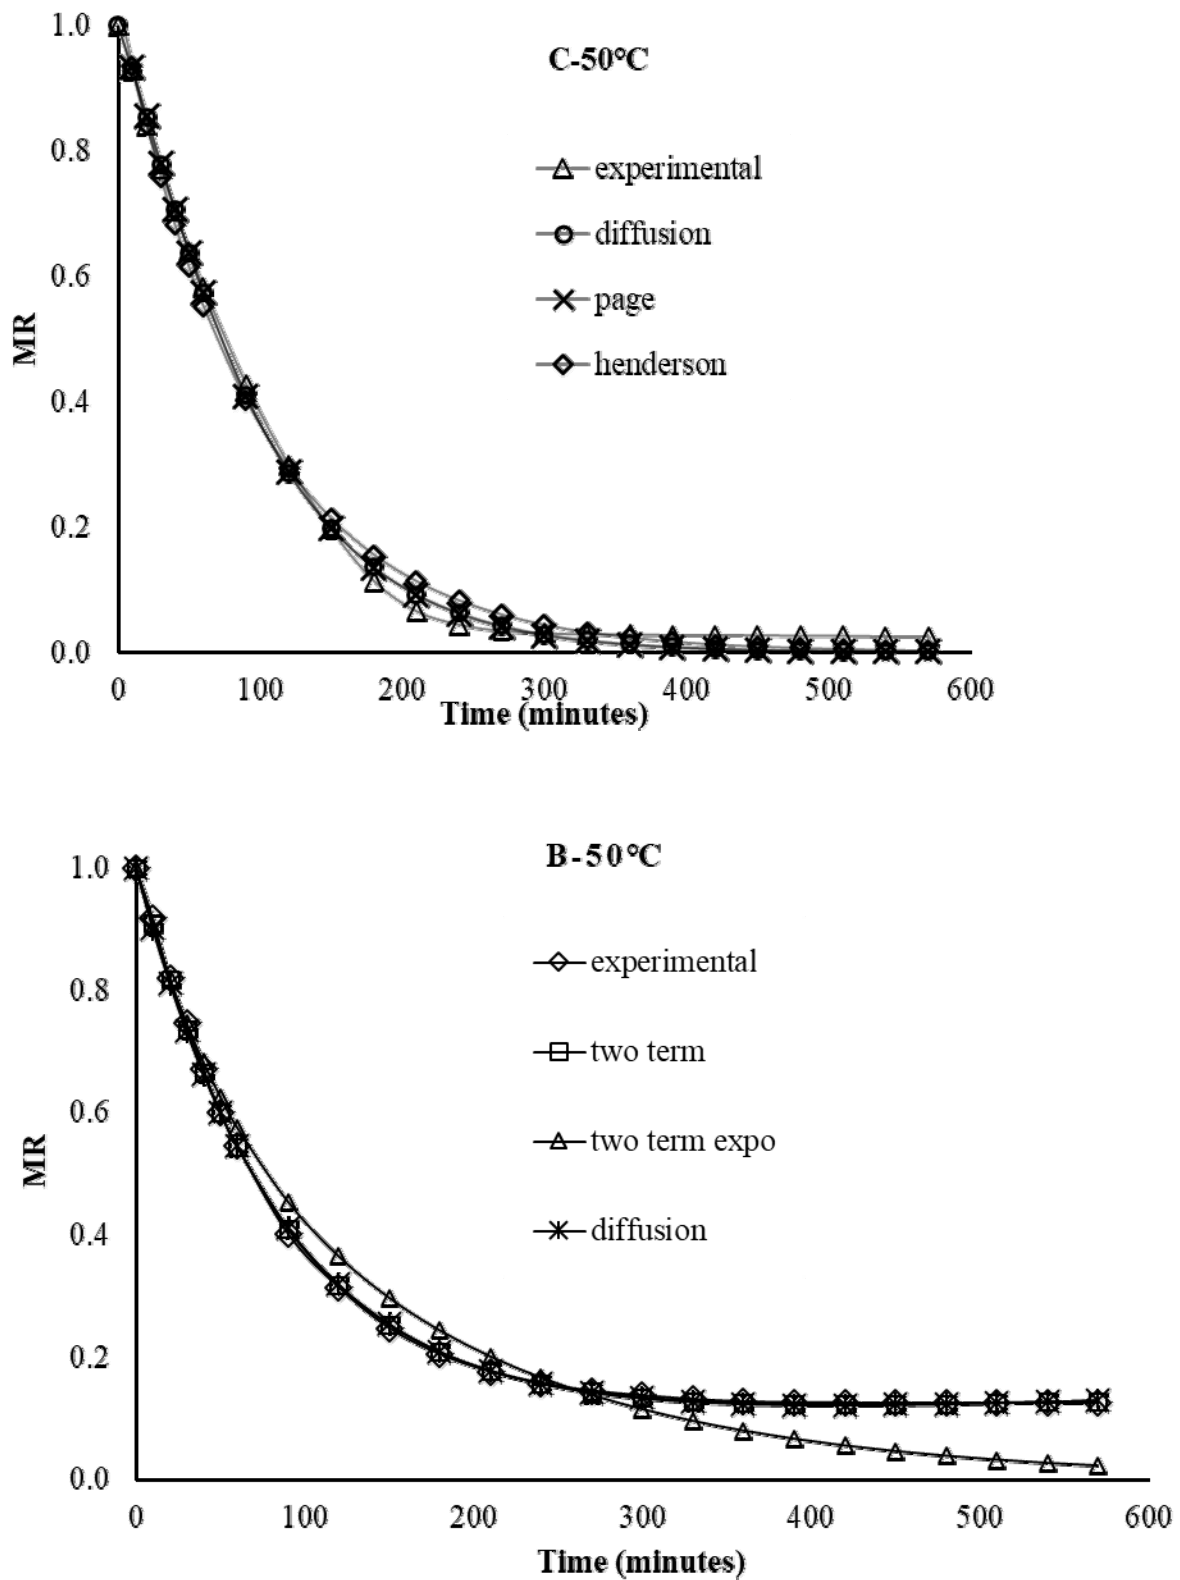 C-50°C
experimental
diffusion
page
henderson
MR
1.0
0.8
0.6
0.4
0.2
0.0
0 100 200 300 400 500 600
Time (minutes)
B-50°C
experimental
two term
two term expo
diffusion
MR
1.0
0.8
0.6
0.4
0.2
0.0
0 100 200 300 400 500 600
Time (minutes)